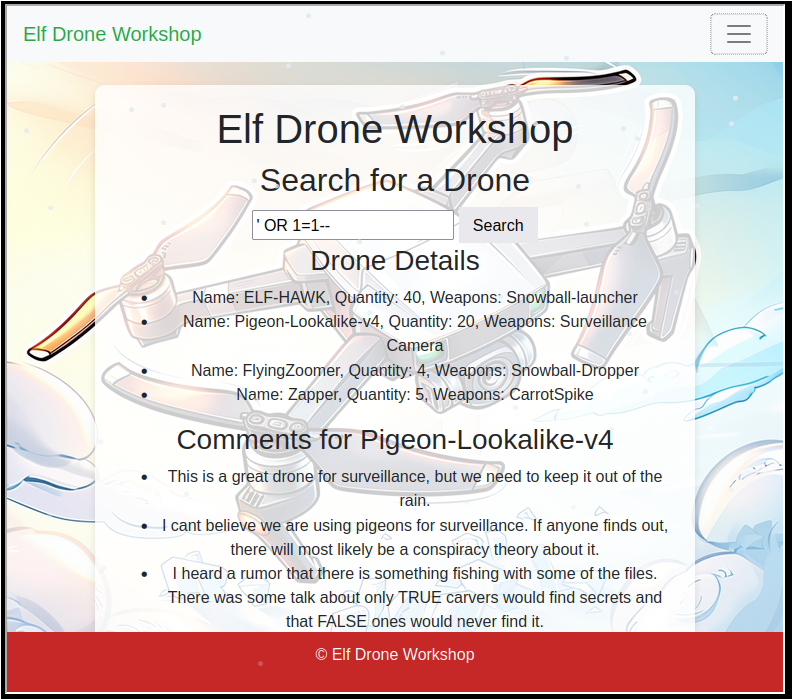 Elf Drone Workshop
Elf Drone Workshop
Search for a Drone
' OR 1=1--
Search
Drone Details
Name: ELF-HAWK, Quantity: 40, Weapons: Snowball-launcher
Name: Pigeon-Lookalike-v4, Quantity: 20, Weapons: Surveillance
Camera
Name: FlyingZoomer, Quantity: 4, Weapons: Snowball-Dropper
Name: Zapper, Quantity: 5, Weapons: CarrotSpike
Comments for Pigeon-Lookalike-v4
This is a great drone for surveillance, but we need to keep it out of the
rain.
I cant believe we are using pigeons for surveillance. If anyone finds out,
there will most likely be a conspiracy theory about it.
I heard a rumor that there is something fishing with some of the files.
There was some talk about only TRUE carvers would find secrets and
that FALSE ones would never find it.
© Elf Drone Workshop